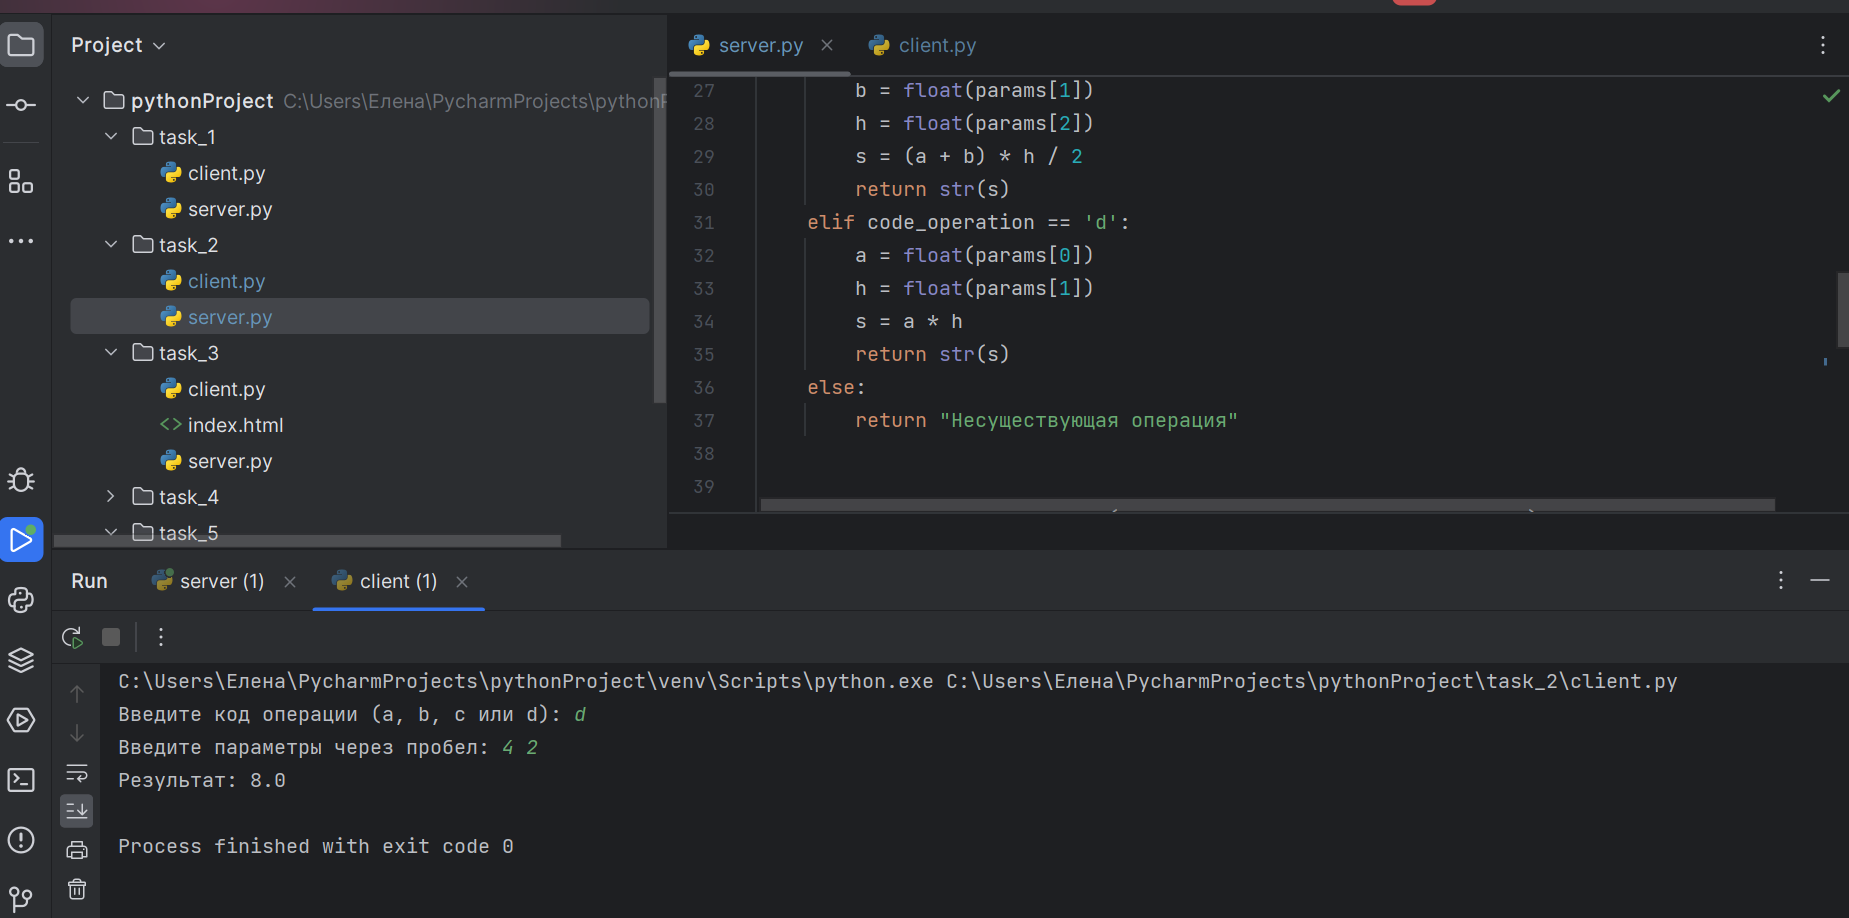 Project
pythonProject C:\Users\Елена\PycharmProjects\python
task_1
client.py
server.py
task_2
client.py
server.py
task_3
client.py
index.html
server.py
task_4
task_5
server.py
client.py
27 b = float(params[1])
28 h = float(params[2])
29 s = (a + b) * h / 2
30 return str(s)
31 elif code_operation == 'd':
32 a = float(params[0])
33 h = float(params[1])
34 s = a * h
35 return str(s)
36 else:
37 return "Несуществующая операция"
38
39
Run server (1) client (1)
C:\Users\Елена\PycharmProjects\pythonProject\venv\Scripts\python.exe C:\Users\Елена\PycharmProjects\pythonProject\task_2\client.py
Введите код операции (a, b, c или d): d
Введите параметры через пробел: 4 2
Результат: 8.0
Process finished with exit code 0